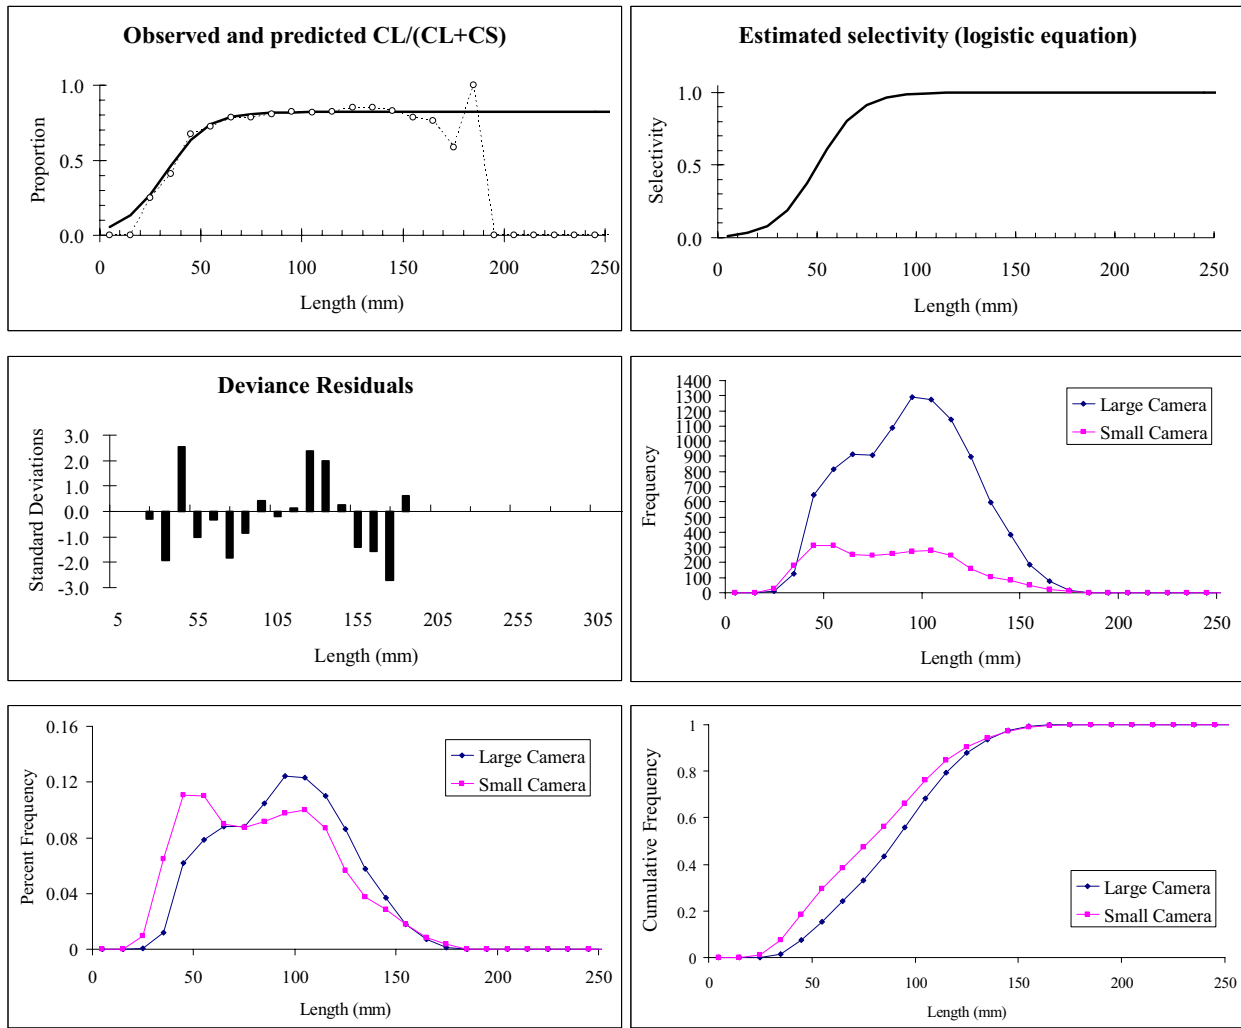 Observed and predicted CL/(CL+CS)
1.0
0.5
0.0
Proportion
0 50 100 150 200 250
Length (mm)
Estimated selectivity (logistic equation)
1.0
0.5
0.0
Selectivity
0 50 100 150 200 250
Length (mm)
Deviance Residuals
3.0
2.0
1.0
0.0
-1.0
-2.0
-3.0
Standard Deviations
5 55 105 155 205 255 305
Length (mm)
1400
1300
1200
1100
1000
900
800
700
600
500
400
300
200
100
0
Frequency
Large Camera
Small Camera
0 50 100 150 200 250
Length (mm)
0.16
0.12
0.08
0.04
0
Percent Frequency
Large Camera
Small Camera
0 50 100 150 200 250
Length (mm)
1
0.8
0.6
0.4
0.2
0
Cumulative Frequency
Large Camera
Small Camera
0 50 100 150 200 250
Length (mm)